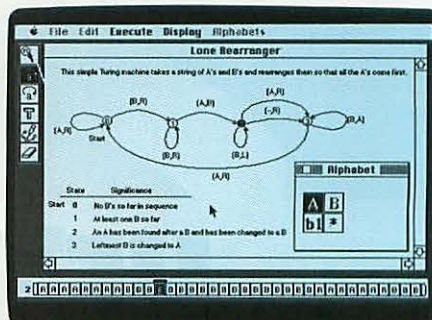 File Edit Execute Display Alphabets
Lone Rearranger
This simple Turing machine takes a string of A's and B's and rearranges them so that all the A's come first.
{A,R}
{B,R}
{A,B}
{-,R}
{A,R}
{B,A}
Start
{B,R}
{B,L}
{A,R}
Alphabet
A B
b1 *
State Significance
Start 0 No B's so far in sequence
1 At least one B so far
2 An A has been found after a B and has been changed to a B
3 Leftmost B is changed to A
2